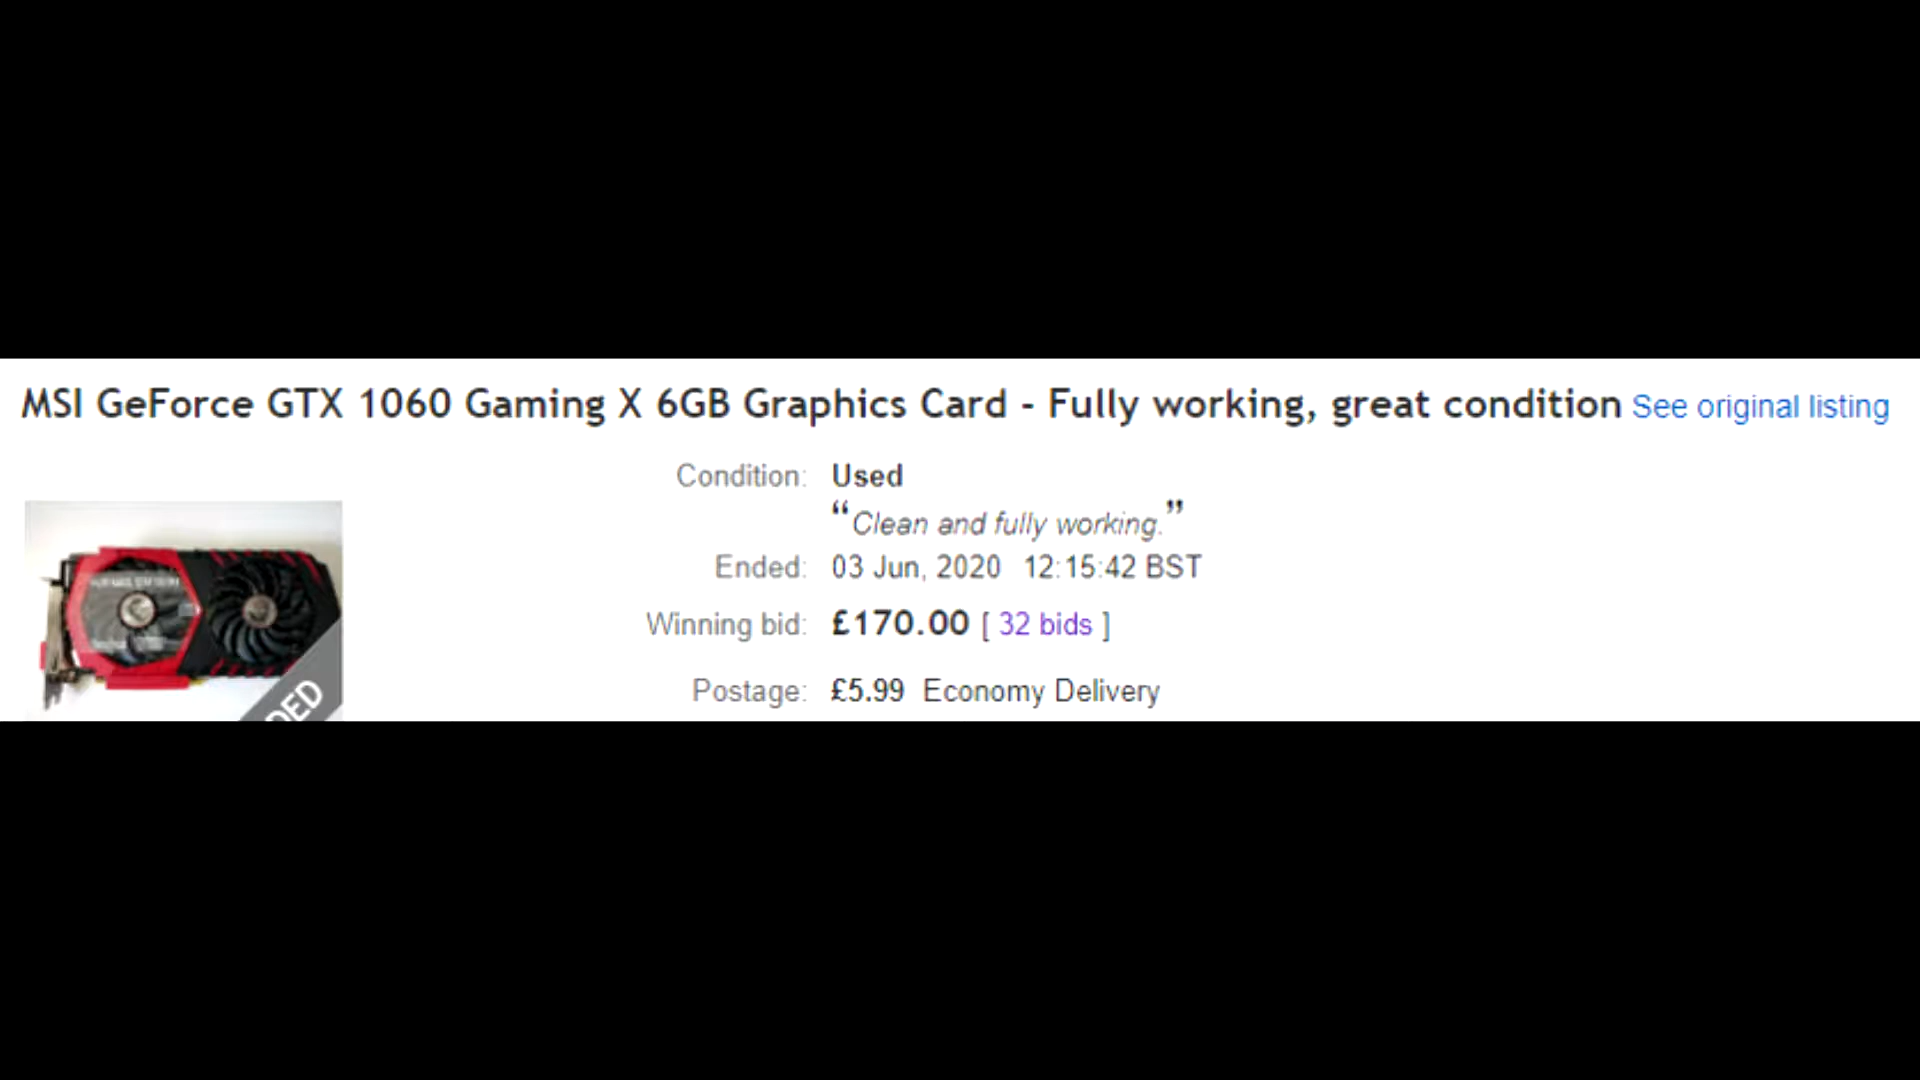 MSI GeForce GTX 1060 Gaming X 6GB Graphics Card - Fully working, great condition See original listing
Condition: Used
“Clean and fully working.”
Ended: 03 Jun, 2020 12:15:42 BST
Winning bid: £170.00 [ 32 bids ]
Postage: £5.99 Economy Delivery
DED